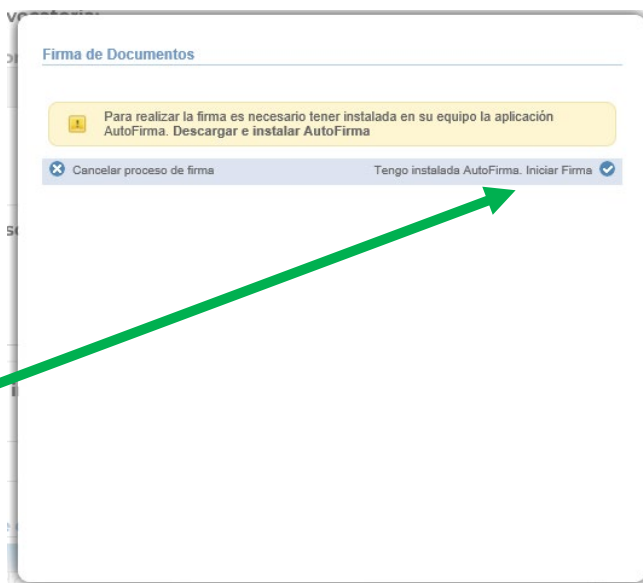 Firma de Documentos
Para realizar la firma es necesario tener instalada en su equipo la aplicación
AutoFirma. Descargar e instalar AutoFirma
Cancelar proceso de firma
Tengo instalada AutoFirma. Iniciar Firma